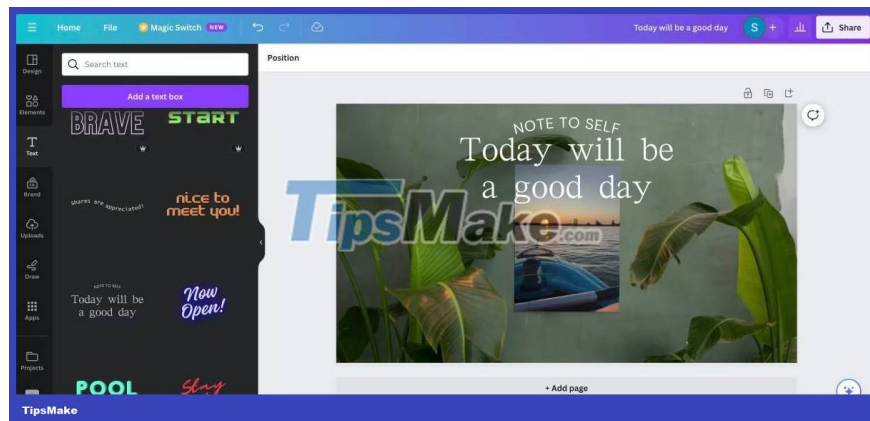 Home File Magic Switch NEW Today will be a good day S + Share
Design
Elements
Text
Brand
Uploads
Draw
Apps
Projects
Search text
Add a text box
BRAVE START
shares are appreciated!
nice to
meet you!
NOTE TO SELF
Today will be
a good day
Now
Open!
POOL Stay
Position
NOTE TO SELF
Today will be
a good day
TipsMake.com
+ Add page
TipsMake